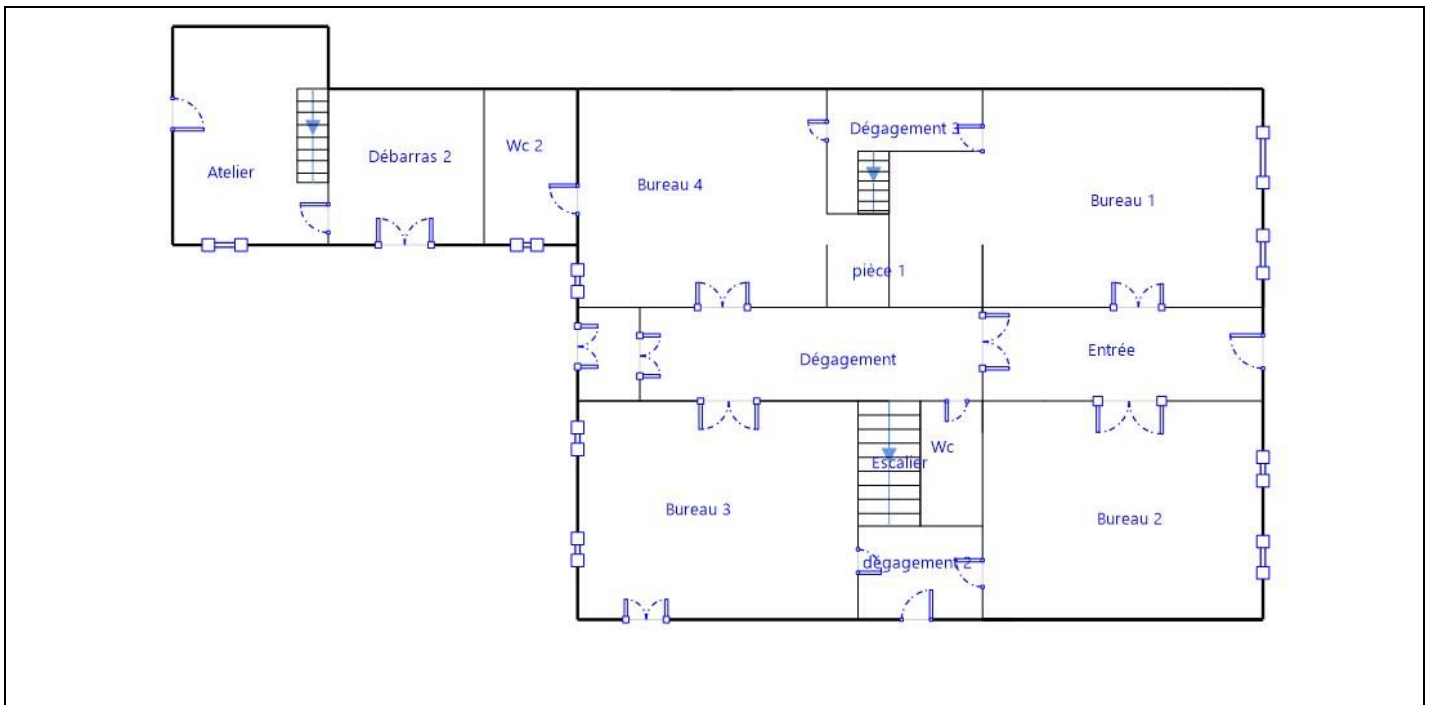 Dégagement 3
Wc 2
Débarras 2
Atelier
Bureau 4
Bureau 1
pièce 1
Entrée
Dégagement
Wc
Escalier
Bureau 3
Bureau 2
dégagement 2